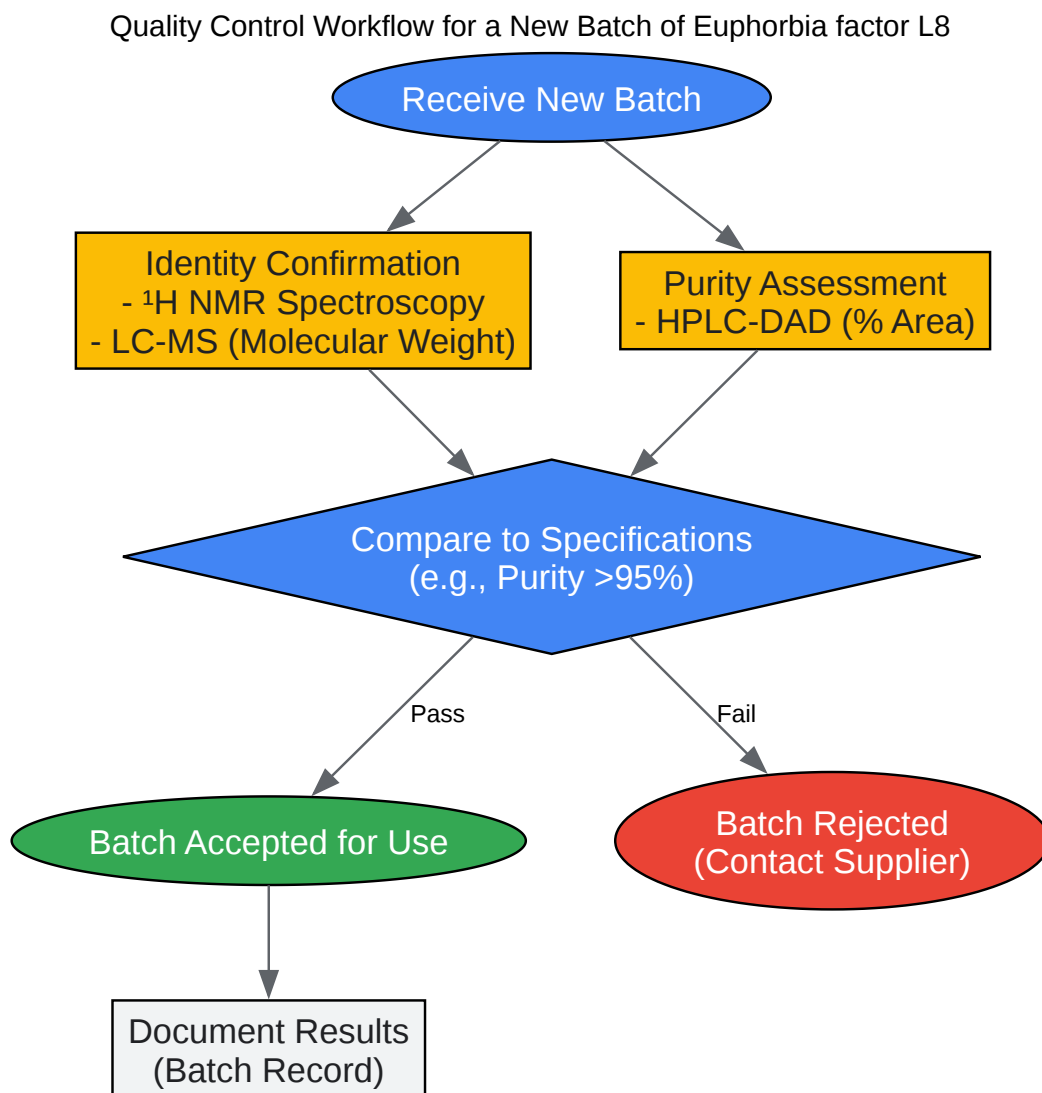 Quality Control Workflow for a New Batch of Euphorbia factor L8
Receive New Batch
Identity Confirmation
- ¹H NMR Spectroscopy
- LC-MS (Molecular Weight)
Purity Assessment
- HPLC-DAD (% Area)
Compare to Specifications
(e.g., Purity >95%)
Pass
Fail
Batch Accepted for Use
Batch Rejected
(Contact Supplier)
Document Results
(Batch Record)